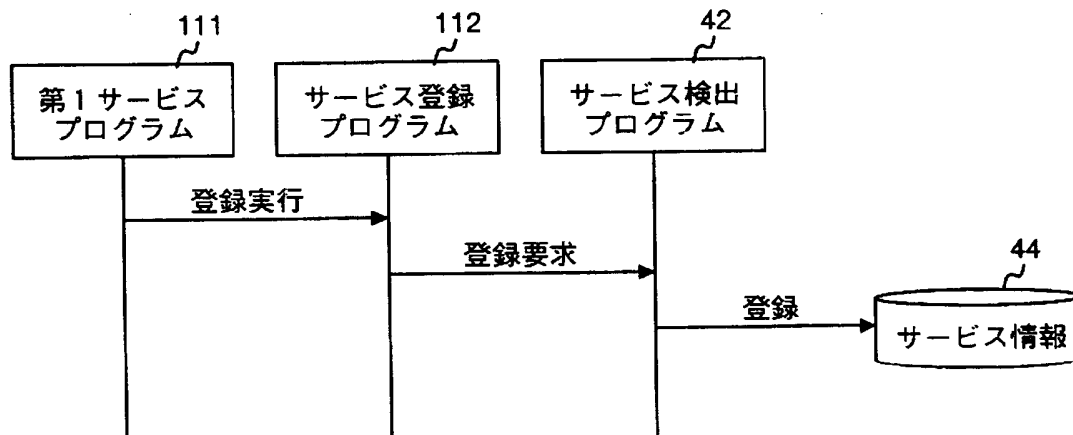 111
112
42
第1サービス
プログラム
サービス登録
プログラム
サービス検出
プログラム
登録実行
登録要求
44
登録
サービス情報